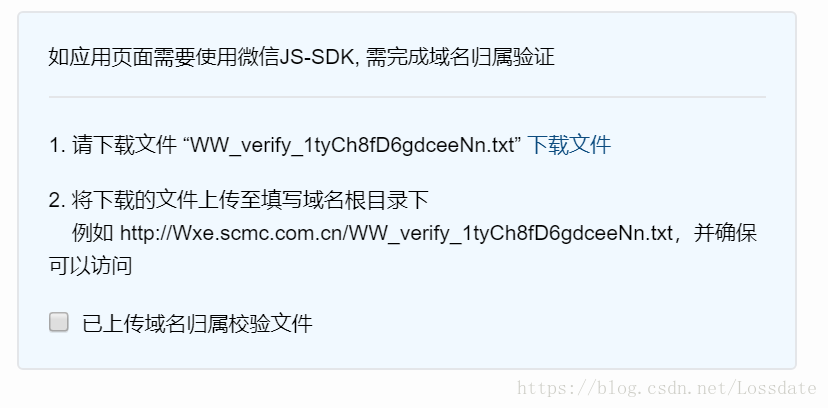 如应用页面需要使用微信JS-SDK, 需完成域名归属验证
1. 请下载文件 “WW_verify_1tyCh8fD6gdceeNn.txt” 下载文件
2. 将下载的文件上传至填写域名根目录下
例如 http://Wxe.scmc.com.cn/WW_verify_1tyCh8fD6gdceeNn.txt，并确保
可以访问
已上传域名归属校验文件
https://blog.csdn.net/Lossdate